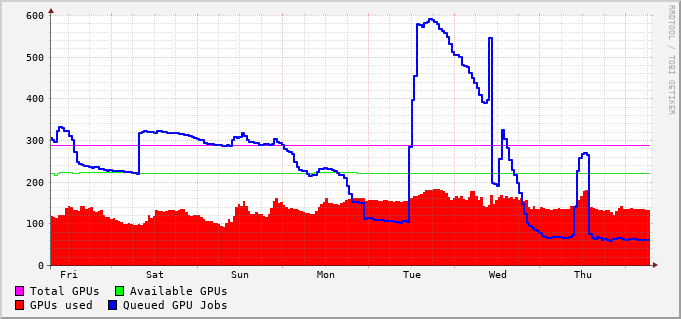 RRDTOOL / TOBI OETIKER
600
500
400
300
200
100
0
Fri Sat Sun Mon Tue Wed Thu
Total GPUs Available GPUs
GPUs used Queued GPU Jobs